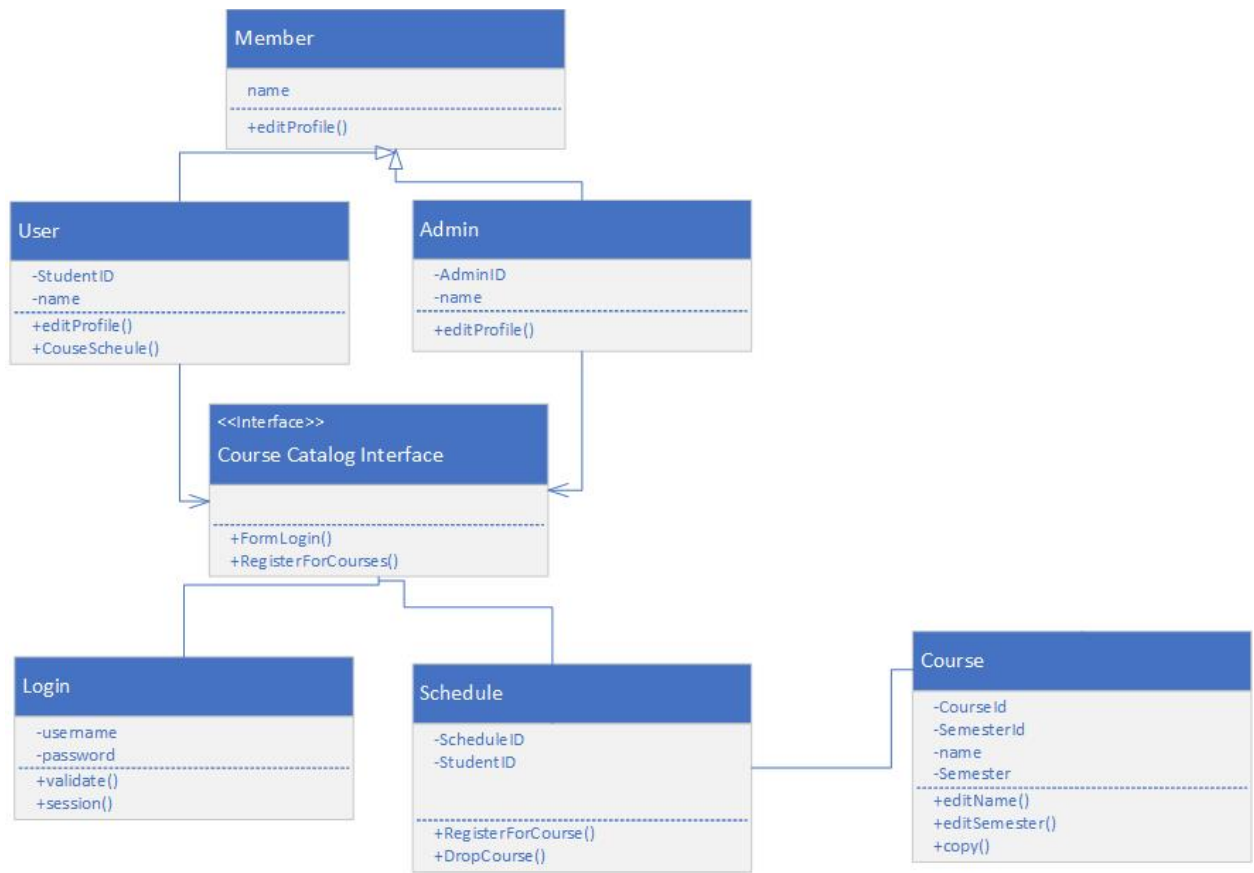 Member
name
+editProfile()
User
-StudentID
-name
+editProfile()
+CouseScheule()
Admin
-AdminID
-name
+editProfile()
<<Interface>>
Course Catalog Interface
+FormLogin()
+RegisterForCourses()
Login
-username
-password
+validate()
+session()
Schedule
-ScheduleID
-StudentID
+RegisterForCourse()
+DropCourse()
Course
-CourseId
-SemesterId
-name
-Semester
+editName()
+editSemester()
+copy()